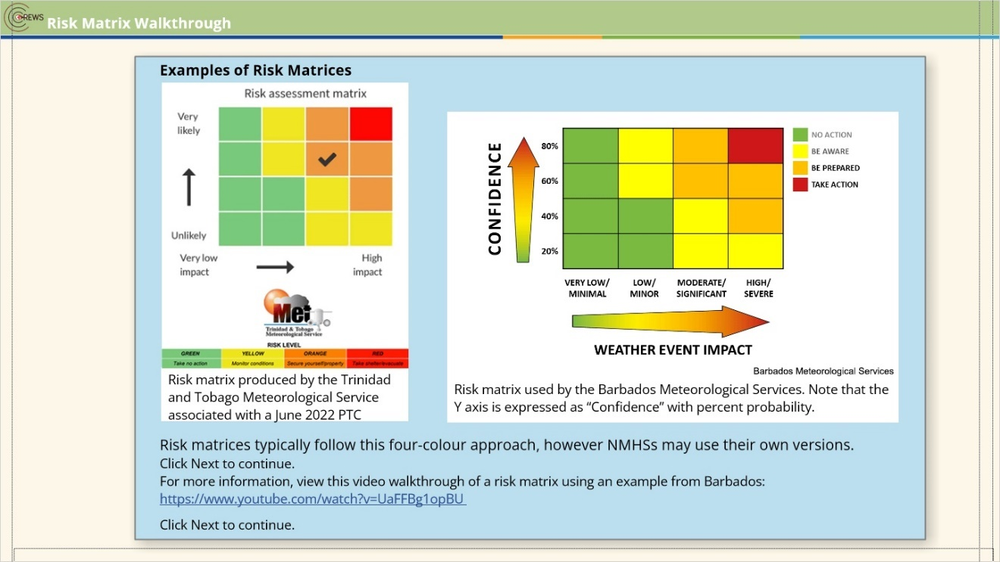 C-REWS
Risk Matrix Walkthrough
Examples of Risk Matrices
Risk assessment matrix
Very
likely
Unlikely
Very low
impact
High
impact
Met
Trinidad & Tobago
Meteorological Service
RISK LEVEL
GREEN YELLOW ORANGE RED
Take no action Monitor conditions Secure yourself/property Take shelter/evacuate
Risk matrix produced by the Trinidad
and Tobago Meteorological Service
associated with a June 2022 PTC
CONFIDENCE
80%
60%
40%
20%
VERY LOW/
MINIMAL
LOW/
MINOR
MODERATE/
SIGNIFICANT
HIGH/
SEVERE
WEATHER EVENT IMPACT
NO ACTION
BE AWARE
BE PREPARED
TAKE ACTION
Barbados Meteorological Services
Risk matrix used by the Barbados Meteorological Services. Note that the
Y axis is expressed as “Confidence” with percent probability.
Risk matrices typically follow this four-colour approach, however NMHSs may use their own versions.
Click Next to continue.
For more information, view this video walkthrough of a risk matrix using an example from Barbados:
https://www.youtube.com/watch?v=UaFFBg1opBU
Click Next to continue.